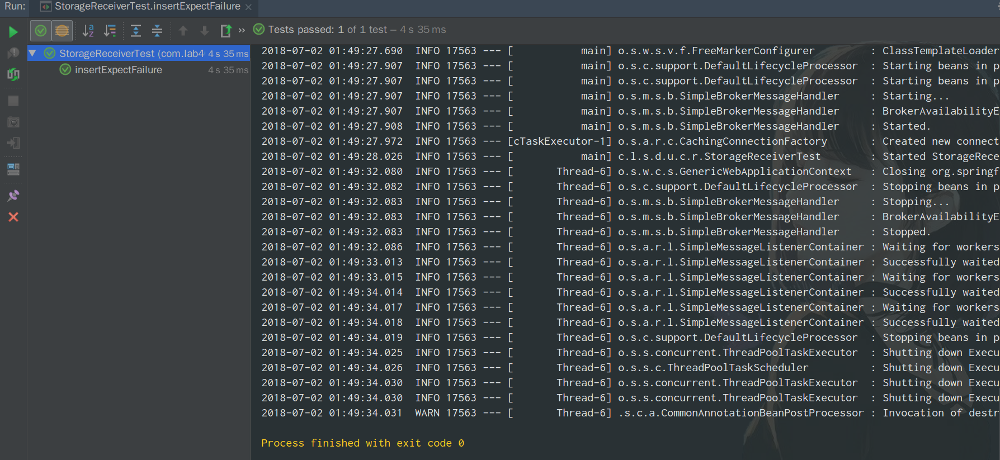 Run: StorageReceiverTest.insertExpectFailure
Tests passed: 1 of 1 test – 4 s 35 ms
StorageReceiverTest (com.lab4 4 s 35 ms
insertExpectFailure 4 s 35 ms
2018-07-02 01:49:27.690  INFO 17563 --- [           main] o.s.w.s.v.f.FreeMarkerConfigurer         : ClassTemplateLoader
2018-07-02 01:49:27.907  INFO 17563 --- [           main] o.s.c.support.DefaultLifecycleProcessor  : Starting beans in p
2018-07-02 01:49:27.907  INFO 17563 --- [           main] o.s.c.support.DefaultLifecycleProcessor  : Starting beans in p
2018-07-02 01:49:27.907  INFO 17563 --- [           main] o.s.m.s.b.SimpleBrokerMessageHandler     : Starting...
2018-07-02 01:49:27.907  INFO 17563 --- [           main] o.s.m.s.b.SimpleBrokerMessageHandler     : BrokerAvailabilityE
2018-07-02 01:49:27.908  INFO 17563 --- [           main] o.s.m.s.b.SimpleBrokerMessageHandler     : Started.
2018-07-02 01:49:27.972  INFO 17563 --- [cTaskExecutor-1] o.s.a.r.c.CachingConnectionFactory       : Created new connect
2018-07-02 01:49:28.026  INFO 17563 --- [           main] c.l.s.d.u.c.r.StorageReceiverTest        : Started StorageRece
2018-07-02 01:49:32.080  INFO 17563 --- [       Thread-6] o.s.w.c.s.GenericWebApplicationContext   : Closing org.springf
2018-07-02 01:49:32.082  INFO 17563 --- [       Thread-6] o.s.c.support.DefaultLifecycleProcessor  : Stopping beans in p
2018-07-02 01:49:32.083  INFO 17563 --- [       Thread-6] o.s.m.s.b.SimpleBrokerMessageHandler     : Stopping...
2018-07-02 01:49:32.083  INFO 17563 --- [       Thread-6] o.s.m.s.b.SimpleBrokerMessageHandler     : BrokerAvailabilityE
2018-07-02 01:49:32.083  INFO 17563 --- [       Thread-6] o.s.m.s.b.SimpleBrokerMessageHandler     : Stopped.
2018-07-02 01:49:32.086  INFO 17563 --- [       Thread-6] o.s.a.r.l.SimpleMessageListenerContainer : Waiting for workers
2018-07-02 01:49:33.013  INFO 17563 --- [       Thread-6] o.s.a.r.l.SimpleMessageListenerContainer : Successfully waited
2018-07-02 01:49:33.015  INFO 17563 --- [       Thread-6] o.s.a.r.l.SimpleMessageListenerContainer : Waiting for workers
2018-07-02 01:49:34.014  INFO 17563 --- [       Thread-6] o.s.a.r.l.SimpleMessageListenerContainer : Successfully waited
2018-07-02 01:49:34.017  INFO 17563 --- [       Thread-6] o.s.a.r.l.SimpleMessageListenerContainer : Waiting for workers
2018-07-02 01:49:34.018  INFO 17563 --- [       Thread-6] o.s.a.r.l.SimpleMessageListenerContainer : Successfully waited
2018-07-02 01:49:34.019  INFO 17563 --- [       Thread-6] o.s.c.support.DefaultLifecycleProcessor  : Stopping beans in p
2018-07-02 01:49:34.025  INFO 17563 --- [       Thread-6] o.s.s.concurrent.ThreadPoolTaskExecutor  : Shutting down Execu
2018-07-02 01:49:34.026  INFO 17563 --- [       Thread-6] o.s.s.c.ThreadPoolTaskScheduler          : Shutting down Execu
2018-07-02 01:49:34.030  INFO 17563 --- [       Thread-6] o.s.s.concurrent.ThreadPoolTaskExecutor  : Shutting down Execu
2018-07-02 01:49:34.030  INFO 17563 --- [       Thread-6] o.s.s.concurrent.ThreadPoolTaskExecutor  : Shutting down Execu
2018-07-02 01:49:34.031  WARN 17563 --- [       Thread-6] .s.c.a.CommonAnnotationBeanPostProcessor : Invocation of destr
Process finished with exit code 0